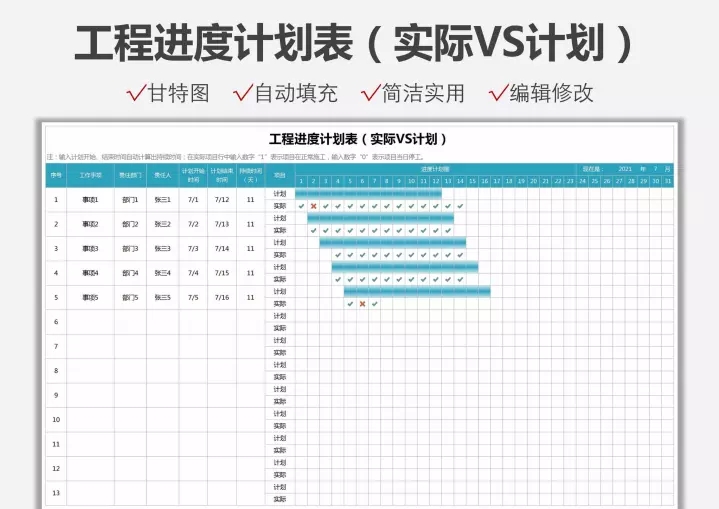 工程进度计划表（实际VS计划）
√甘特图 √自动填充 √简洁实用 √编辑修改
工程进度计划表（实际VS计划）
注！输入计划开始、结束时间自动计算出持续时间；在实际项目行中输入数字“1”表示项目在正常施工，输入数字“0”表示项目当日停工。
序号 工作事项 责任部门 责任人 计划开始时间 计划结束时间 持续时间（天） 项目 进度计划图 2021 年 7 月
1 2 3 4 5 6 7 8 9 10 11 12 13 14 15 16 17 18 19 20 21 22 23 24 25 26 27 28 29 30 31
1 事项1 部门1 张三1 7/1 7/12 11 计划
实际 ✓ ✗ ✓ ✓ ✓ ✓ ✓ ✓ ✓ ✓ ✓ ✓ ✓ ✓
2 事项2 部门2 张三2 7/2 7/13 11 计划
实际 ✓ ✓ ✓ ✓ ✓ ✓ ✓ ✓ ✓ ✓ ✓ ✓
3 事项3 部门3 张三3 7/3 7/14 11 计划
实际 ✓ ✓ ✓ ✓ ✓ ✓ ✓ ✓ ✓ ✓ ✓
4 事项4 部门4 张三4 7/4 7/15 11 计划
实际 ✓ ✓ ✓ ✓ ✓ ✓ ✓ ✓ ✓ ✓ ✓
5 事项5 部门5 张三5 7/5 7/16 11 计划
实际 ✓ ✗ ✓
6 计划
实际
7 计划
实际
8 计划
实际
9 计划
实际
10 计划
实际
11 计划
实际
12 计划
实际
13 计划
实际